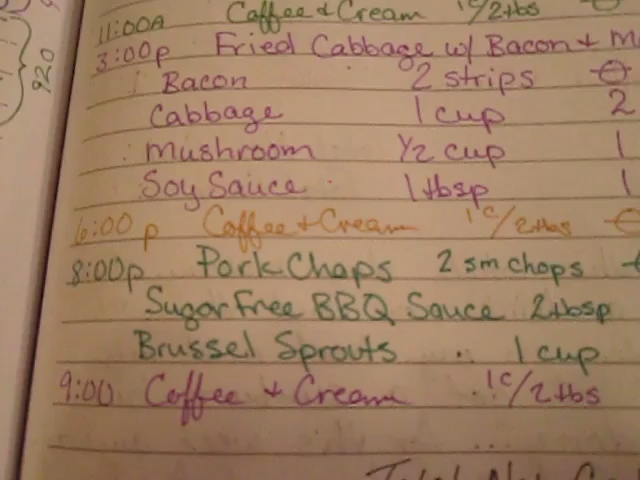 11:00A Coffee & Cream 1c/2tbs
3:00p Fried Cabbage w/ Bacon + M
Bacon 2 strips
Cabbage 1 cup 2
mushroom 1/2 cup 1
Soy Sauce 1 tbsp 1
6:00 p Coffee + Cream 1c/2tbs
8:00p Pork Chops 2 sm chops
Sugar Free BBQ Sauce 2tbsp
Brussel Sprouts 1 cup
9:00 Coffee + Cream 1c/2tbs
920